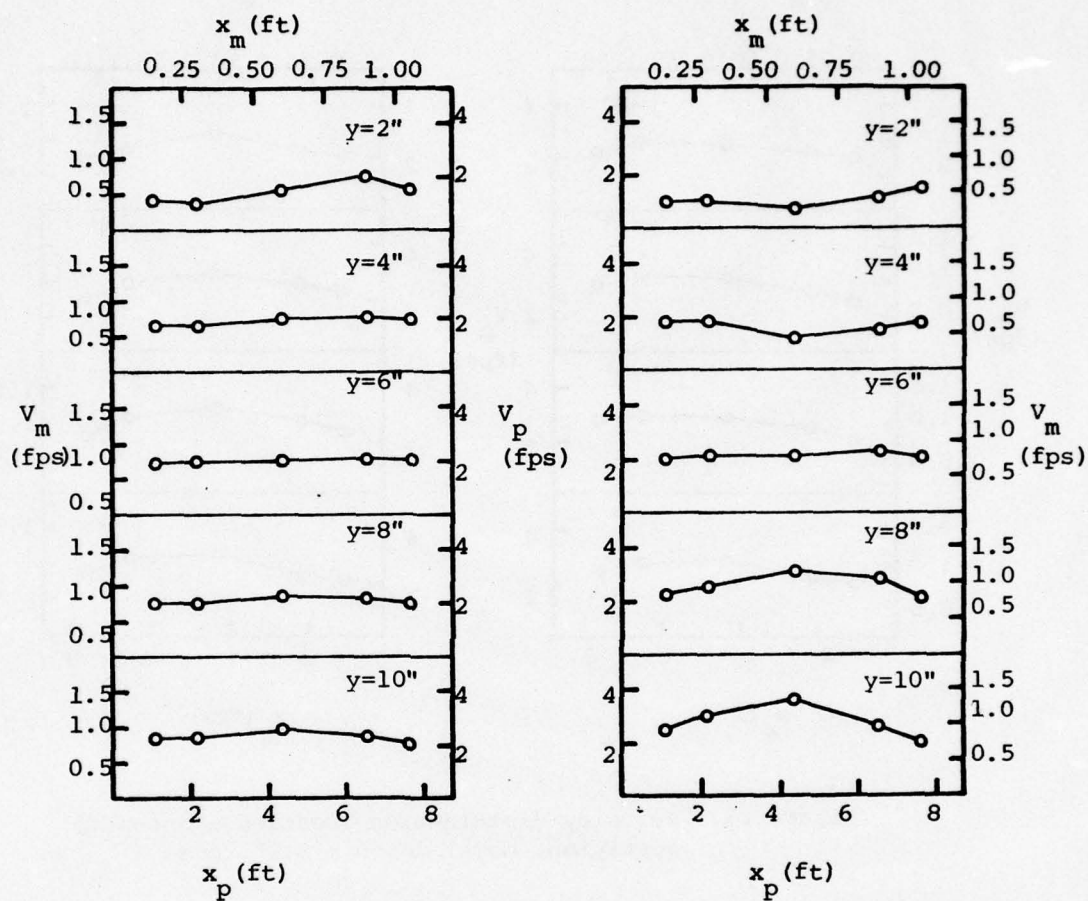 x_m(ft) x_m(ft)
0.25 0.50 0.75 1.00 0.25 0.50 0.75 1.00
y=2" y=2"
1.5 1.0 0.5 4 2 4 2 1.5 1.0 0.5
y=4" y=4"
1.5 1.0 0.5 4 2 4 2 1.5 1.0 0.5
y=6" y=6"
1.5 1.0 0.5 4 2 4 2 1.5 1.0 0.5
V_m (fps) V_p (fps) V_m (fps)
y=8" y=8"
1.5 1.0 0.5 4 2 4 2 1.5 1.0 0.5
y=10" y=10"
1.5 1.0 0.5 4 2 4 2 1.5 1.0 0.5
2 4 6 8 2 4 6 8
x_p(ft) x_p(ft)